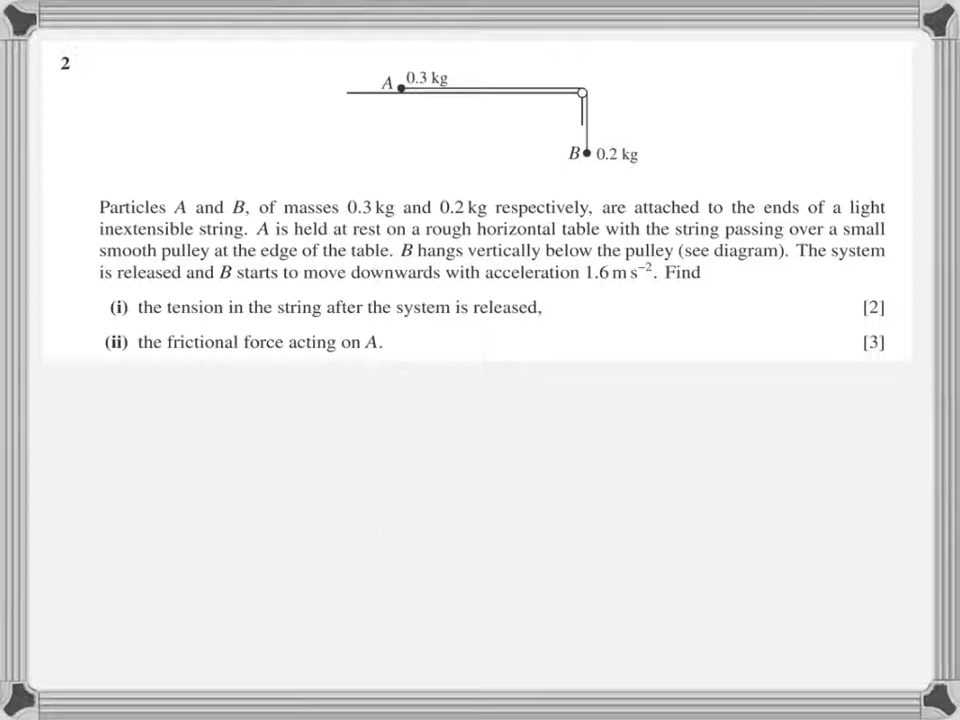 2
A 0.3 kg
B 0.2 kg
Particles A and B, of masses 0.3 kg and 0.2 kg respectively, are attached to the ends of a light
inextensible string. A is held at rest on a rough horizontal table with the string passing over a small
smooth pulley at the edge of the table. B hangs vertically below the pulley (see diagram). The system
is released and B starts to move downwards with acceleration 1.6 m s⁻². Find
(i) the tension in the string after the system is released, [2]
(ii) the frictional force acting on A. [3]